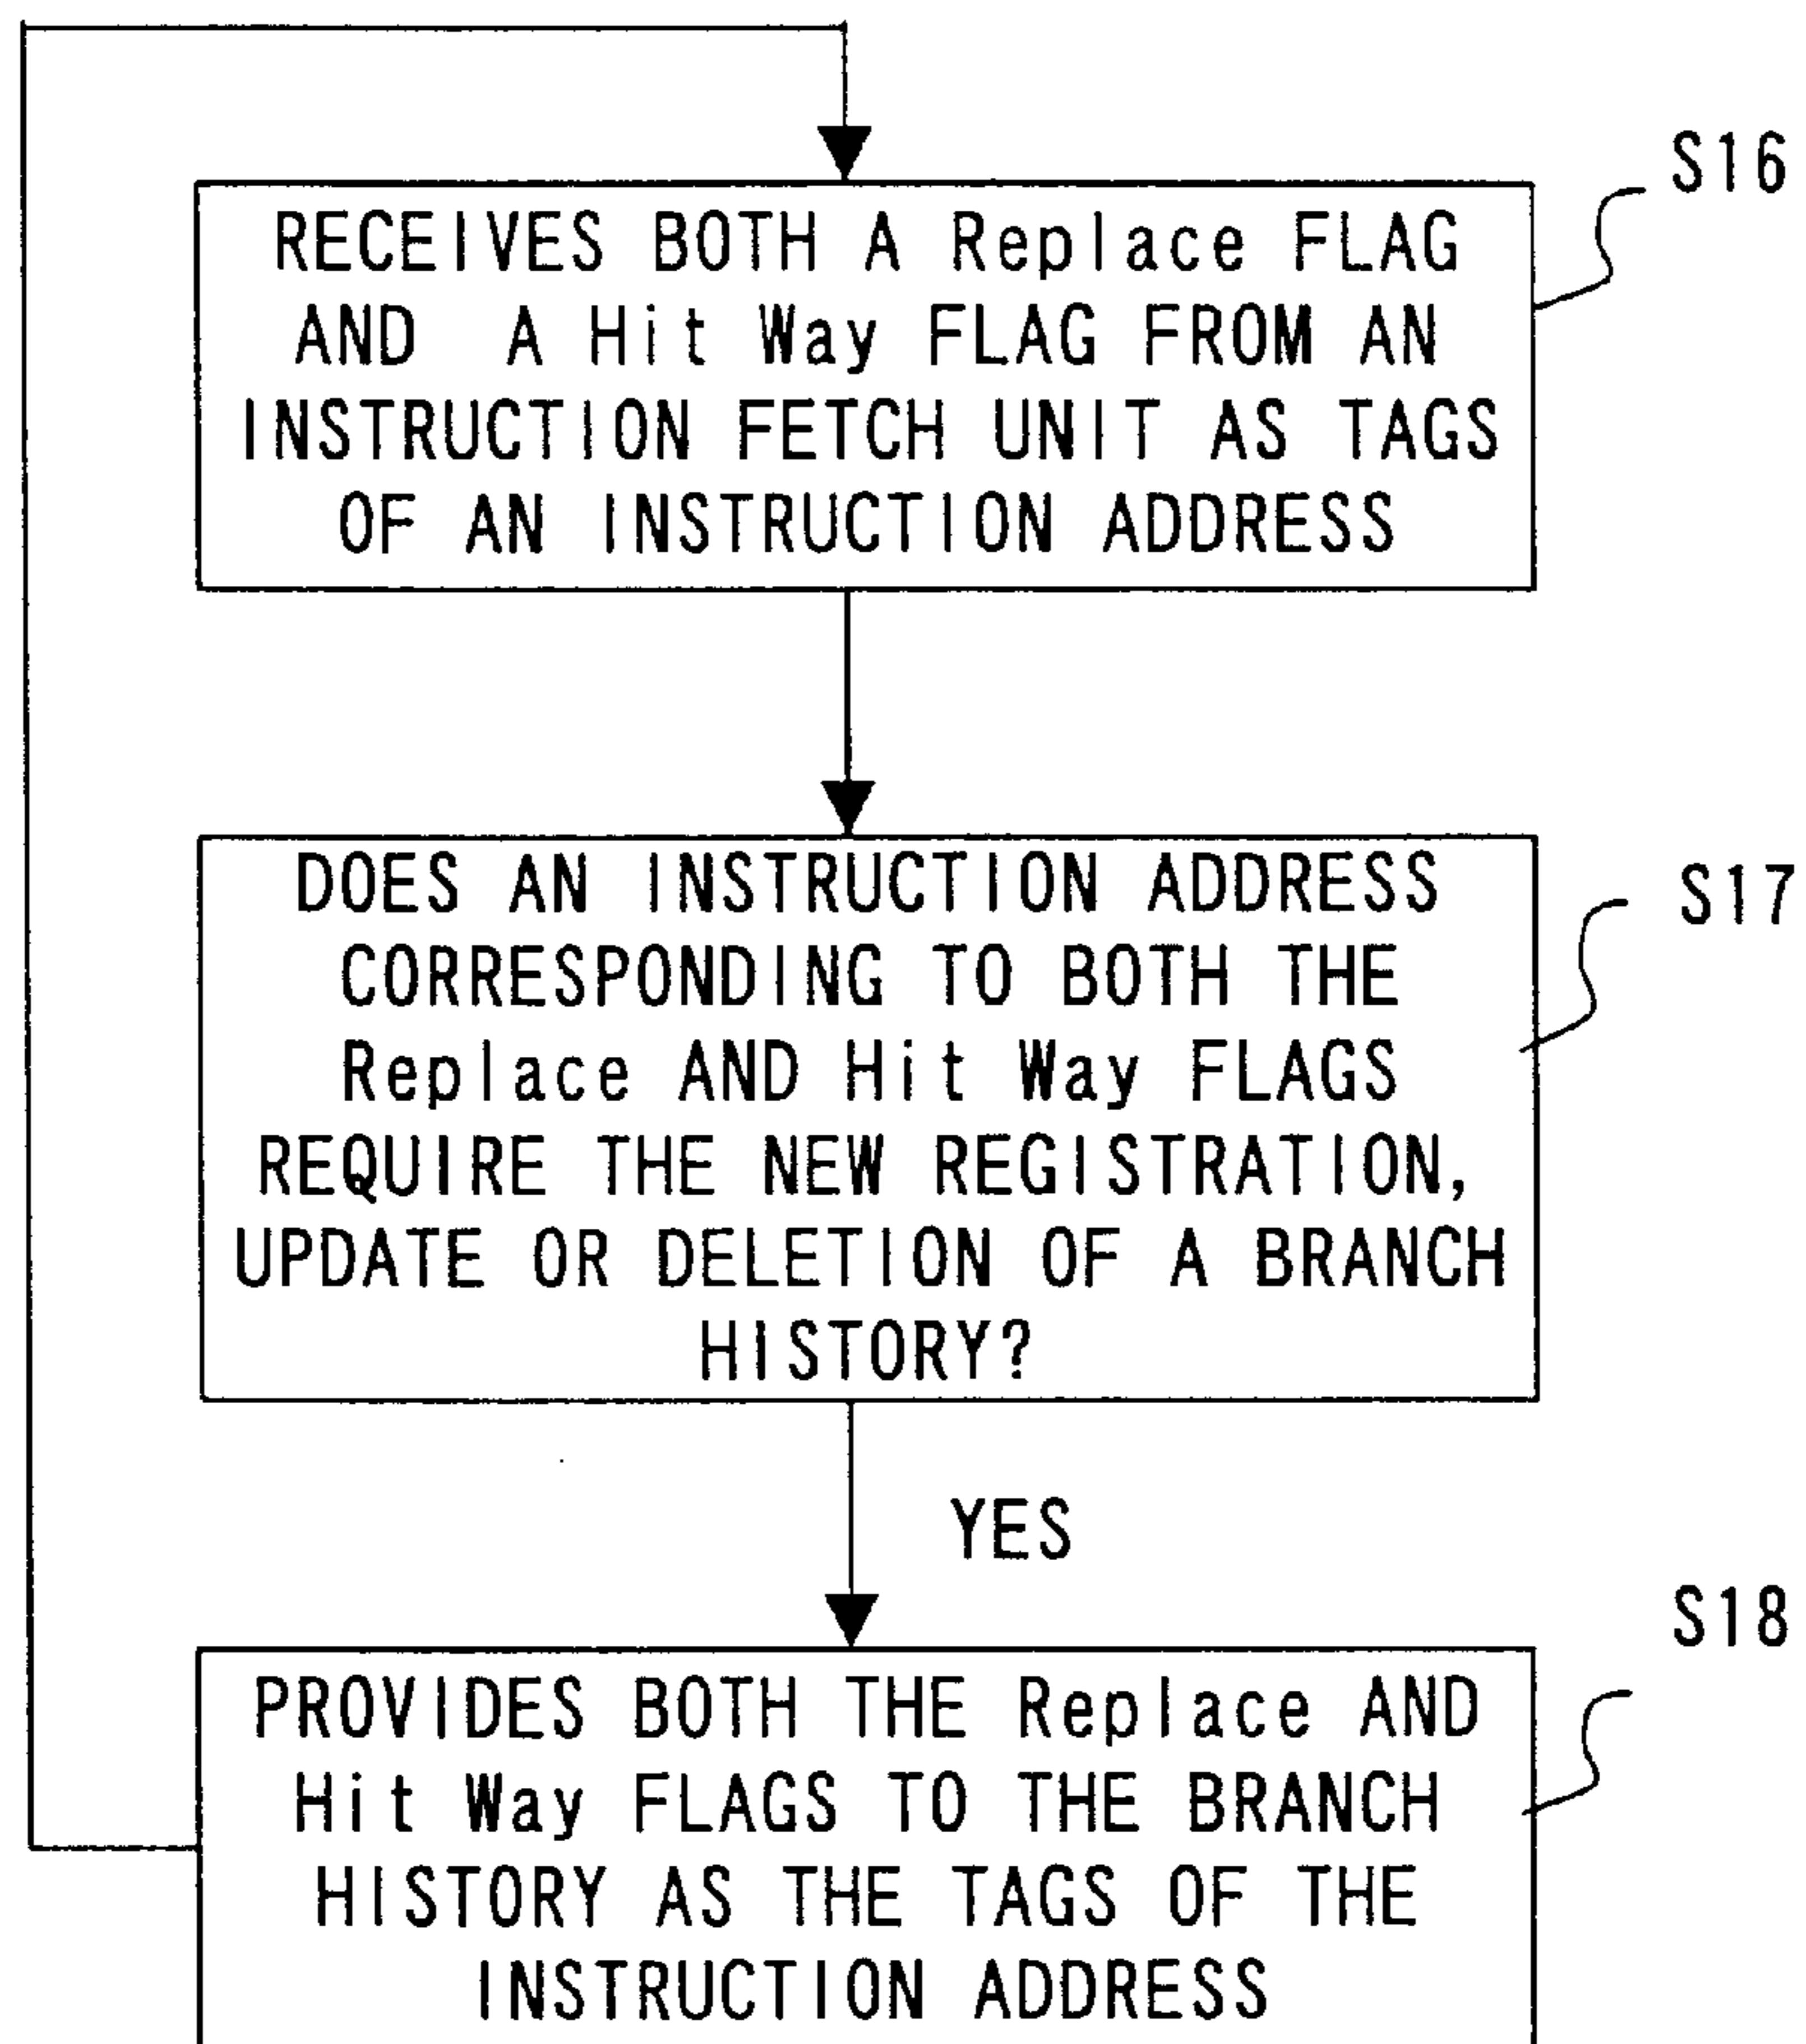 S16
RECEIVES BOTH A Replace FLAG
AND A Hit Way FLAG FROM AN
INSTRUCTION FETCH UNIT AS TAGS
OF AN INSTRUCTION ADDRESS
S17
DOES AN INSTRUCTION ADDRESS
CORRESPONDING TO BOTH THE
Replace AND Hit Way FLAGS
REQUIRE THE NEW REGISTRATION,
UPDATE OR DELETION OF A BRANCH
HISTORY?
YES
S18
PROVIDES BOTH THE Replace AND
Hit Way FLAGS TO THE BRANCH
HISTORY AS THE TAGS OF THE
INSTRUCTION ADDRESS